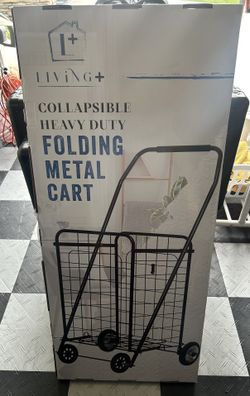 L+
LIVING+
COLLAPSIBLE
HEAVY DUTY
FOLDING
METAL
CART